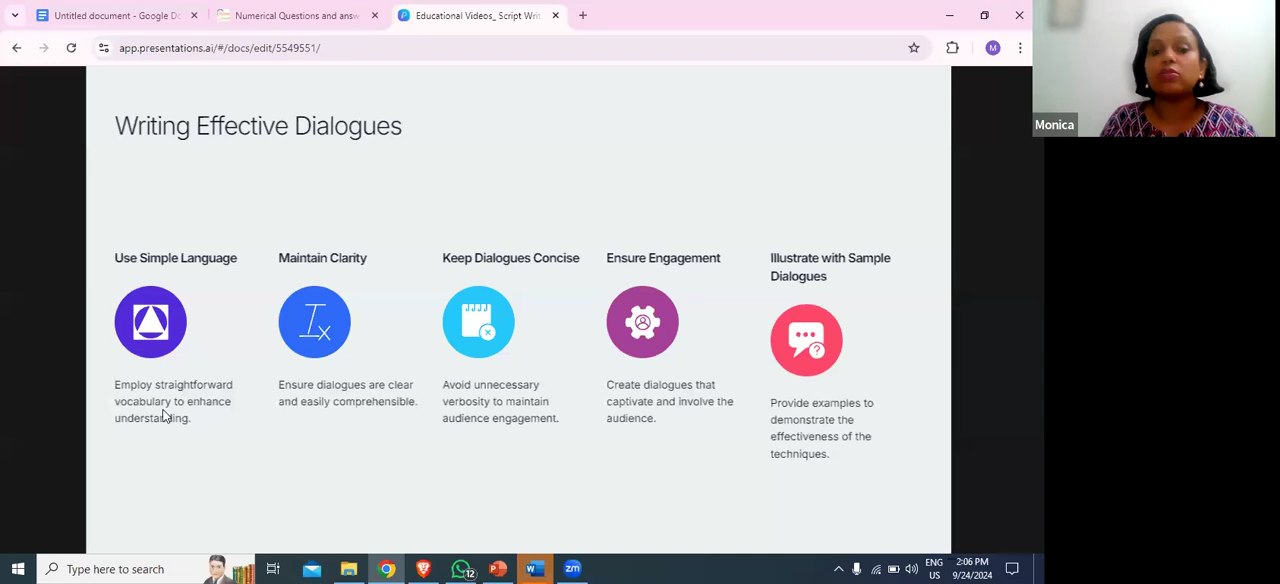 Untitled document - Google Do
Numerical Questions and answ
Educational Videos_ Script Writ
app.presentations.ai/#/docs/edit/5549551/
M
Monica
Writing Effective Dialogues
Use Simple Language
Employ straightforward
vocabulary to enhance
understanding.
Maintain Clarity
Ensure dialogues are clear
and easily comprehensible.
Keep Dialogues Concise
Avoid unnecessary
verbosity to maintain
audience engagement.
Ensure Engagement
Create dialogues that
captivate and involve the
audience.
Illustrate with Sample
Dialogues
Provide examples to
demonstrate the
effectiveness of the
techniques.
Type here to search
12
zm
ENG
US
2:06 PM
9/24/2024